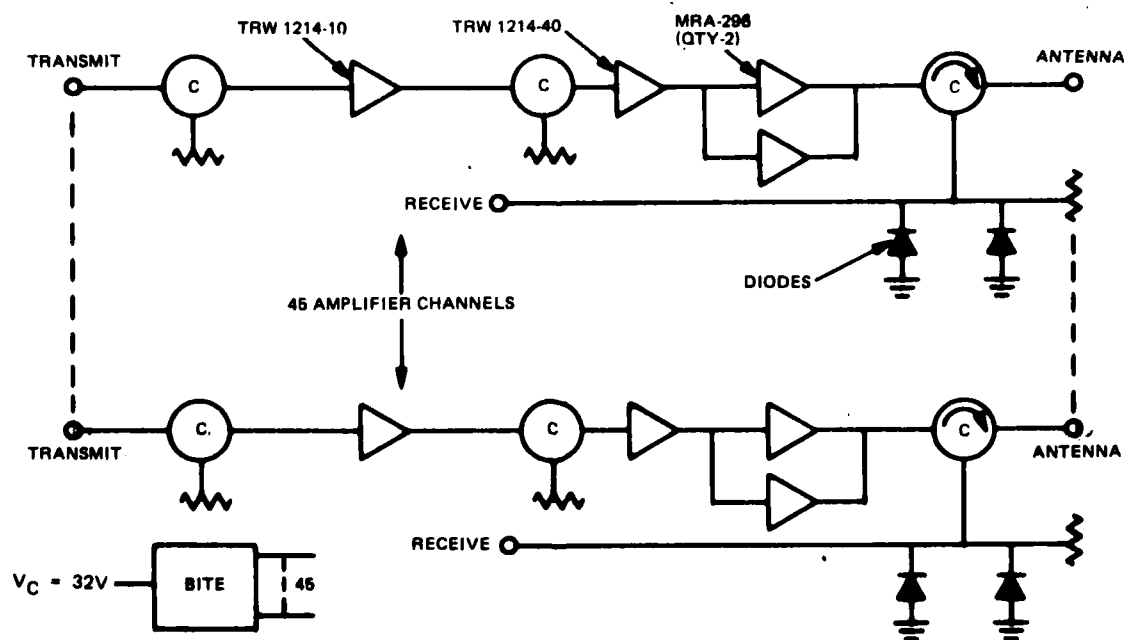 TRW 1214-10
TRW 1214-40
MRA-296
(QTY-2)
TRANSMIT
ANTENNA
C
C
C
RECEIVE
DIODES
45 AMPLIFIER CHANNELS
C.
C
C
TRANSMIT
ANTENNA
RECEIVE
VC = 32V
BITE
45